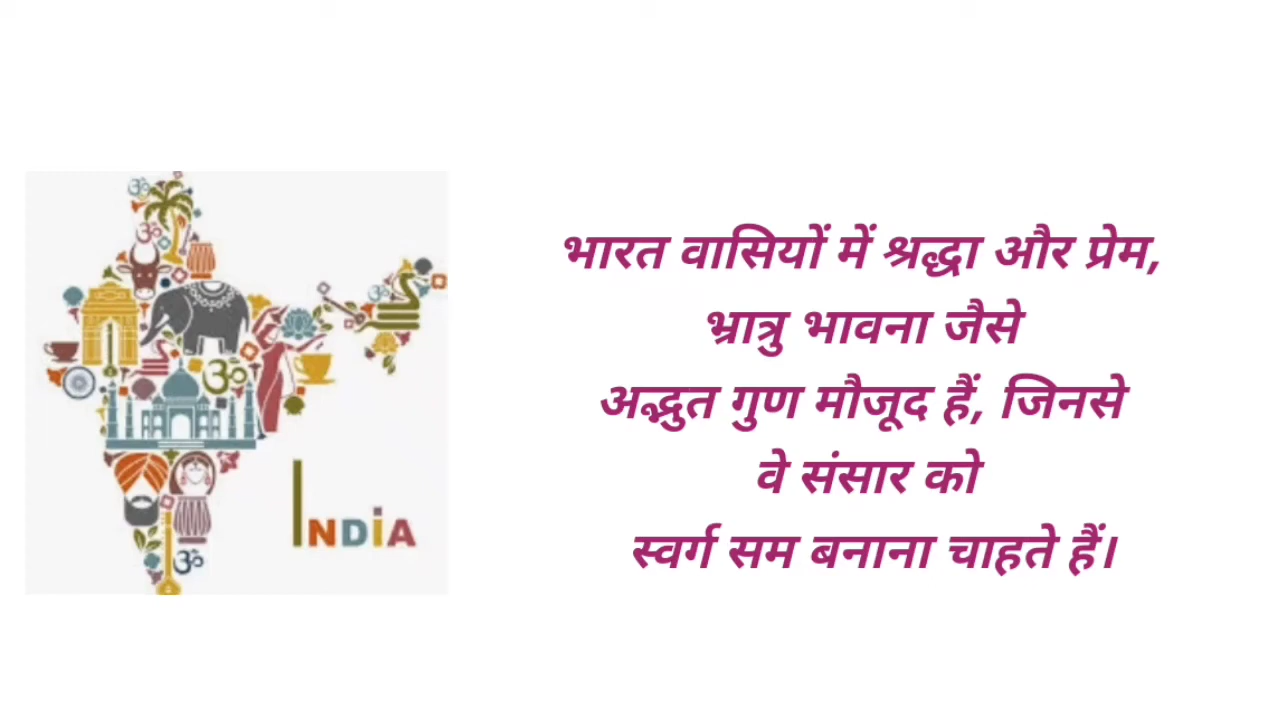 भारत वासियों में श्रद्धा और प्रेम,
भ्रात्रु भावना जैसे
अद्भुत गुण मौजूद हैं, जिनसे
वे संसार को
स्वर्ग सम बनाना चाहते हैं।
INDiA